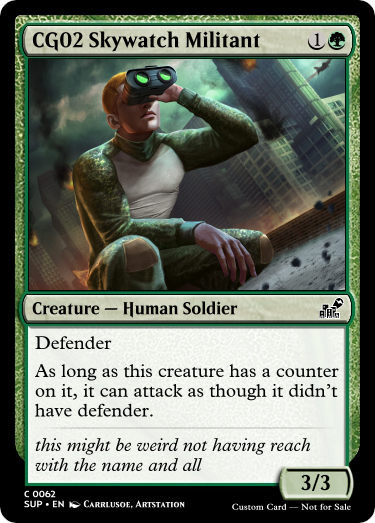 CG02 Skywatch Militant 1
Creature — Human Soldier
Defender
As long as this creature has a counter
on it, it can attack as though it didn't
have defender.
this might be weird not having reach
with the name and all
3/3
C 0062
SUP • EN Carrlusoe, Artstation
Custom Card — Not for Sale